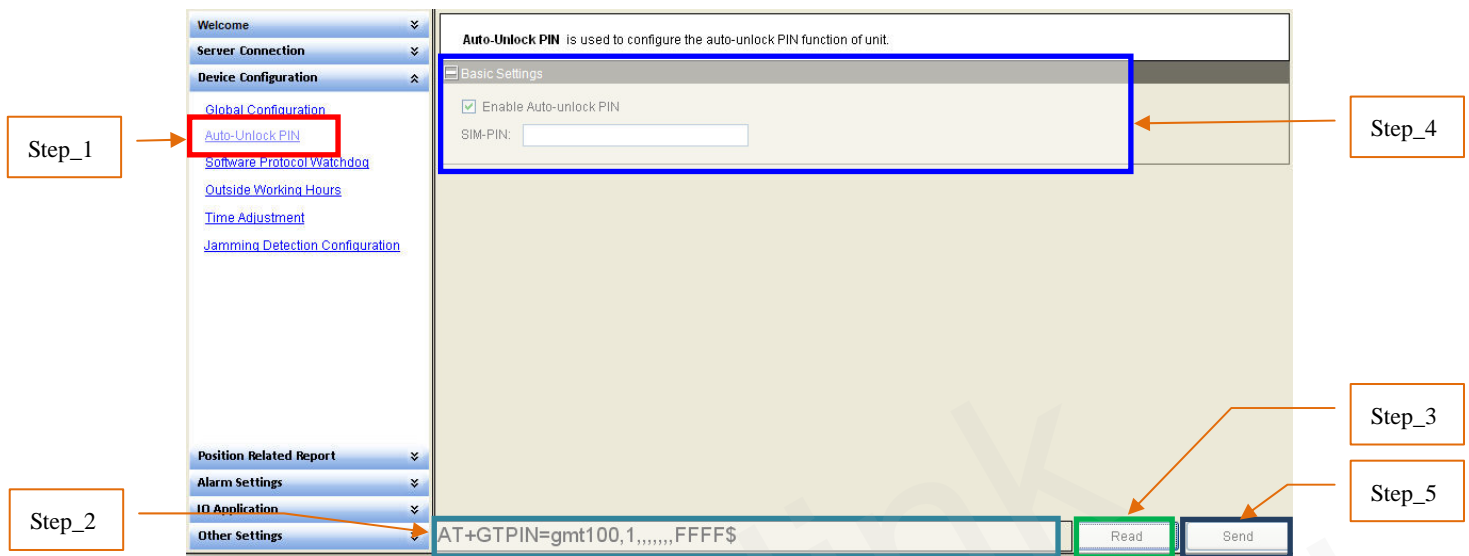 Welcome
Server Connection
Device Configuration
Global Configuration
Auto-Unlock PIN
Software Protocol Watchdog
Outside Working Hours
Time Adjustment
Jamming Detection Configuration
Position Related Report
Alarm Settings
IO Application
Other Settings
Auto-Unlock PIN is used to configure the auto-unlock PIN function of unit.
Basic Settings
Enable Auto-unlock PIN
SIM-PIN:
AT+GTPIN=gmt100,1,,,,,,,FFFF$
Read
Send
Step_1
Step_2
Step_4
Step_3
Step_5